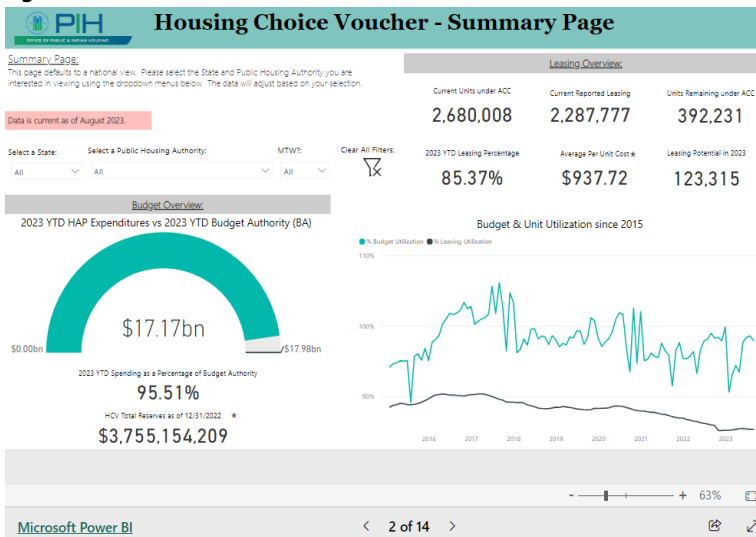 PIH
OFFICE OF PUBLIC & INDIAN HOUSING
Housing Choice Voucher - Summary Page
Summary Page:
This page defaults to a national view. Please select the State and Public Housing Authority you are
interested in viewing using the dropdown menus below. The data will adjust based on your selection.
Data is current as of August 2023.
Select a State:
All
Select a Public Housing Authority:
All
MTW?:
All
Clear All Filters:
Leasing Overview:
Current Units under ACC
2,680,008
Current Reported Leasing
2,287,777
Units Remaining under ACC
392,231
2023 YTD Leasing Percentage
85.37%
Average Per Unit Cost★
$937.72
Leasing Potential in 2023
123,315
Budget Overview:
2023 YTD HAP Expenditures vs 2023 YTD Budget Authority (BA)
$17.17bn
$0.00bn
$17.98bn
2023 YTD Spending as a Percentage of Budget Authority
95.51%
HCV Total Reserves as of 12/31/2022 ★
$3,755,154,209
Budget & Unit Utilization since 2015
% Budget Utilization % Leasing Utilization
110%
100%
90%
2016 2017 2018 2019 2020 2021 2022 2023
- + 63%
Microsoft Power BI
< 2 of 14 >